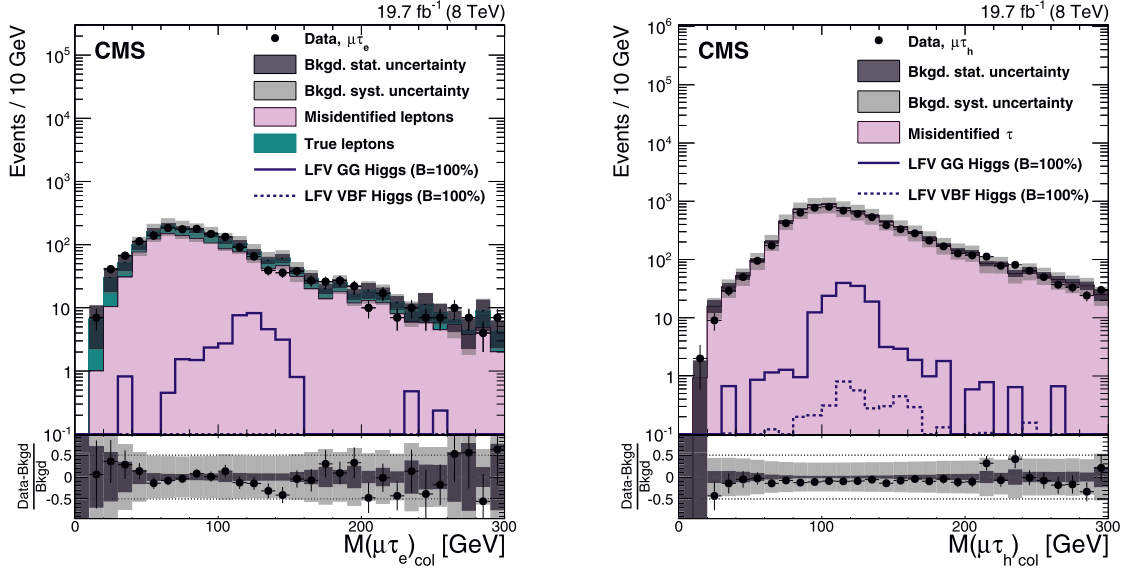 19.7 fb⁻¹ (8 TeV)
CMS
Data, μτₑ
Bkgd. stat. uncertainty
Bkgd. syst. uncertainty
Misidentified leptons
True leptons
LFV GG Higgs (B=100%)
LFV VBF Higgs (B=100%)
Events / 10 GeV
10⁵
10⁴
10³
10²
10
1
10⁻¹
Data-Bkgd
Bkgd
0.5
0
-0.5
0 100 200 300
M(μτₑ)col [GeV]
19.7 fb⁻¹ (8 TeV)
CMS
Data, μτₕ
Bkgd. stat. uncertainty
Bkgd. syst. uncertainty
Misidentified τ
LFV GG Higgs (B=100%)
LFV VBF Higgs (B=100%)
Events / 10 GeV
10⁶
10⁵
10⁴
10³
10²
10
1
10⁻¹
Data-Bkgd
Bkgd
0.5
0
-0.5
0 100 200 300
M(μτₕ)col [GeV]